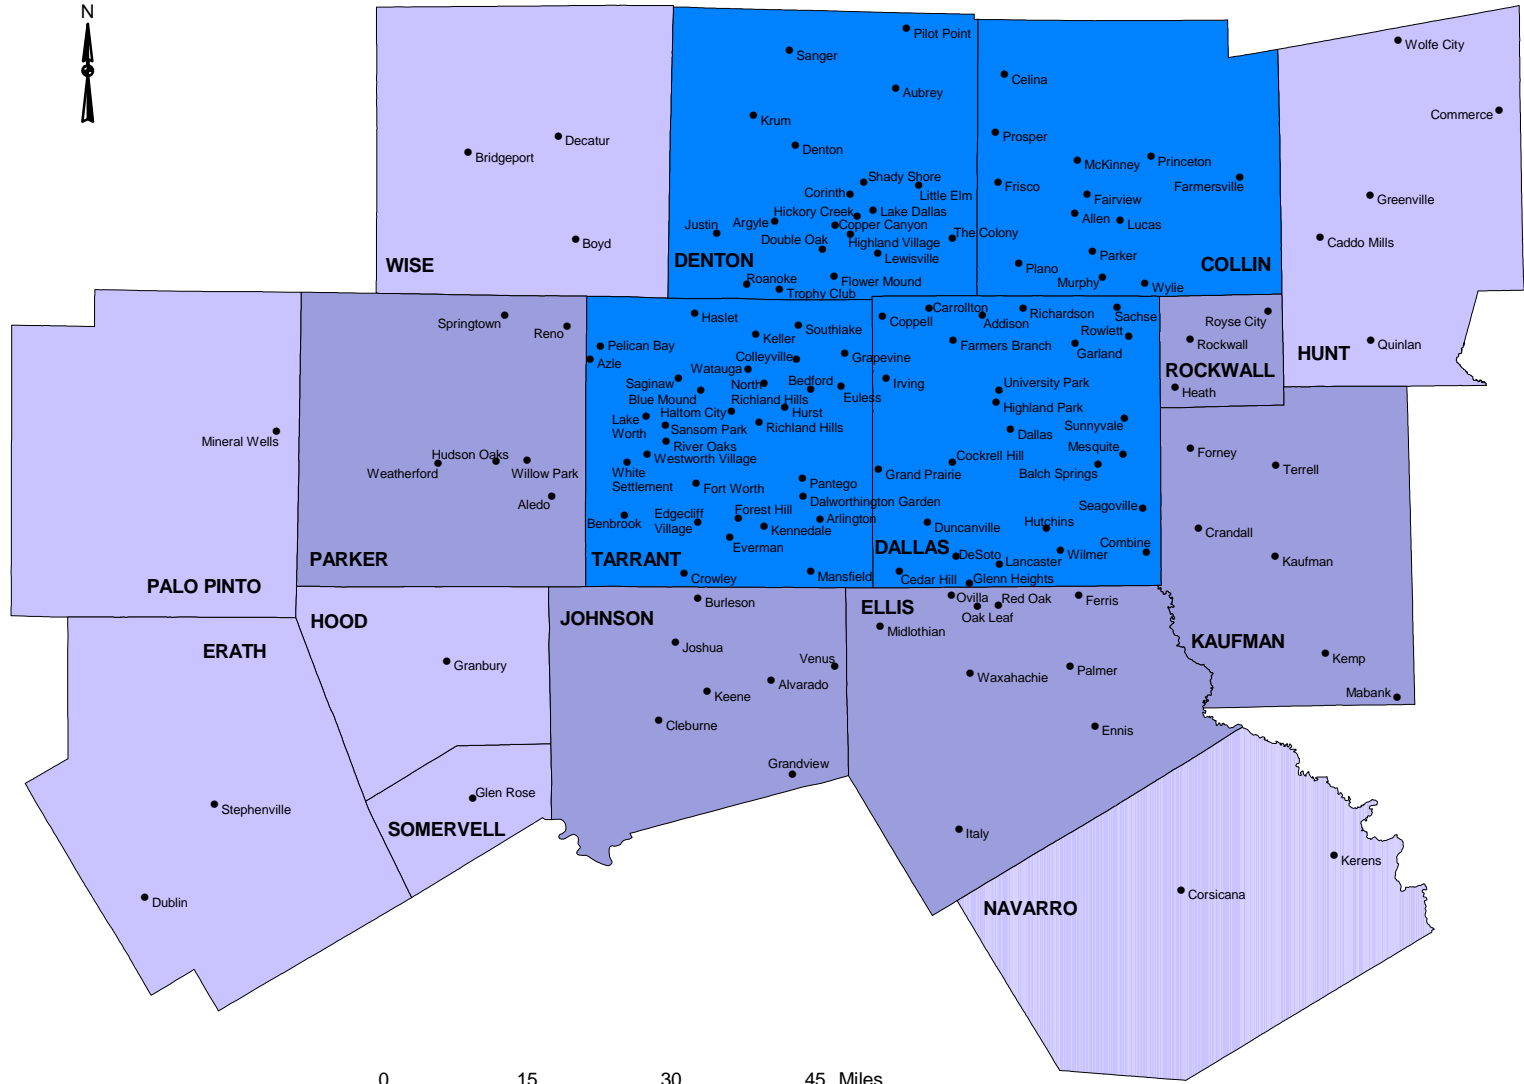 N
Pilot Point
Sanger
Wolfe City
Celina
Aubrey
Commerce
Krum
Decatur
Prosper
Denton
Bridgeport
McKinney
Princeton
Shady Shore
Frisco
Farmersville
Corinth
Little Elm
Fairview
Greenville
Hickory Creek
Lake Dallas
Allen
Lucas
Justin
Argyle
Copper Canyon
The Colony
Caddo Mills
Boyd
Double Oak
Highland Village
Parker
WISE
DENTON
Lewisville
Plano
COLLIN
Roanoke
Flower Mound
Murphy
Wylie
Trophy Club
Springtown
Reno
Haslet
Southlake
Coppell
Carrollton
Addison
Richardson
Sachse
Royse City
Keller
Rowlett
Pelican Bay
Farmers Branch
Garland
Rockwall
Quinlan
Azle
Colleyville
Grapevine
HUNT
Watauga
ROCKWALL
Saginaw
North
Richland Hills
Bedford
Irving
University Park
Heath
Blue Mound
Euless
Highland Park
Lake
Worth
Haltom City
Hurst
Sansom Park
Richland Hills
Dallas
Sunnyvale
Mineral Wells
River Oaks
Mesquite
Hudson Oaks
Westworth Village
Cockrell Hill
Forney
Weatherford
Willow Park
White
Settlement
Grand Prairie
Balch Springs
Terrell
Aledo
Fort Worth
Pantego
Dalworthington Garden
Seagoville
Benbrook
Edgecliff
Village
Forest Hill
Arlington
Duncanville
Hutchins
Kennedale
Crandall
Everman
DALLAS
Combine
PARKER
TARRANT
DeSoto
Lancaster
Wilmer
Kaufman
PALO PINTO
Crowley
Mansfield
Cedar Hill
Glenn Heights
Burleson
ELLIS
Ovilla
Red Oak
Ferris
HOOD
JOHNSON
Oak Leaf
Midlothian
ERATH
Joshua
KAUFMAN
Granbury
Venus
Kemp
Waxahachie
Palmer
Alvarado
Keene
Mabank
Cleburne
Ennis
Grandview
Glen Rose
Stephenville
SOMERVELL
Italy
Kerens
Dublin
Corsicana
NAVARRO
0 15 30 45 Miles